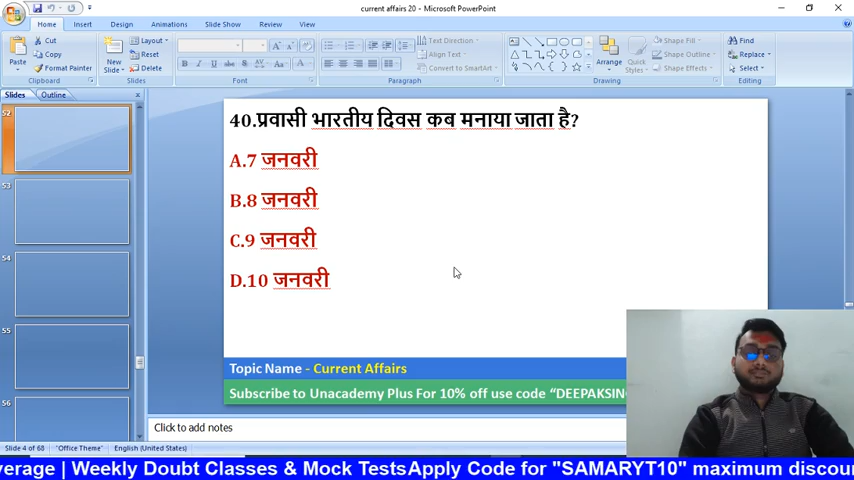 current affairs 20 - Microsoft PowerPoint
Home Insert Design Animations Slide Show Review View
Cut
Copy
Format Painter
Paste
Clipboard
New
Slide
Layout
Reset
Delete
Slides
Font
Text Direction
Align Text
Convert to SmartArt
Paragraph
Arrange
Quick
Styles
Shape Fill
Shape Outline
Shape Effects
Drawing
Find
Replace
Select
Editing
Slides Outline
52
53
54
55
56
40.प्रवासी भारतीय दिवस कब मनाया जाता है?
A.7 जनवरी
B.8 जनवरी
C.9 जनवरी
D.10 जनवरी
Topic Name - Current Affairs
Subscribe to Unacademy Plus For 10% off use code “DEEPAKSIN
Click to add notes
Slide 4 of 68 "Office Theme" English (United States)
verage | Weekly Doubt Classes & Mock TestsApply Code for "SAMARYT10" maximum discou